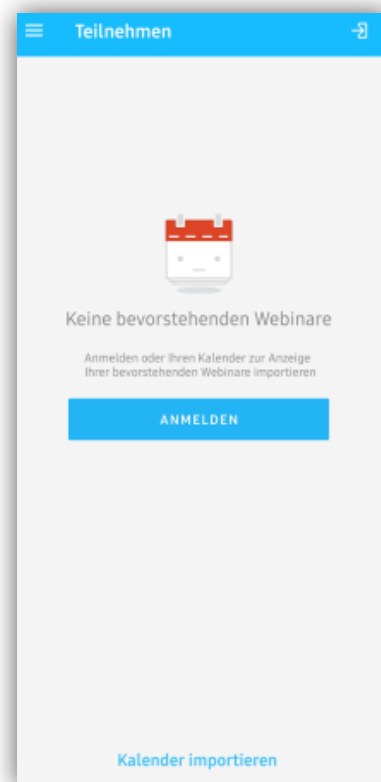 Teilnehmen
Keine bevorstehenden Webinare
Anmelden oder Ihren Kalender zur Anzeige
Ihrer bevorstehenden Webinare importieren
ANMELDEN
Kalender importieren